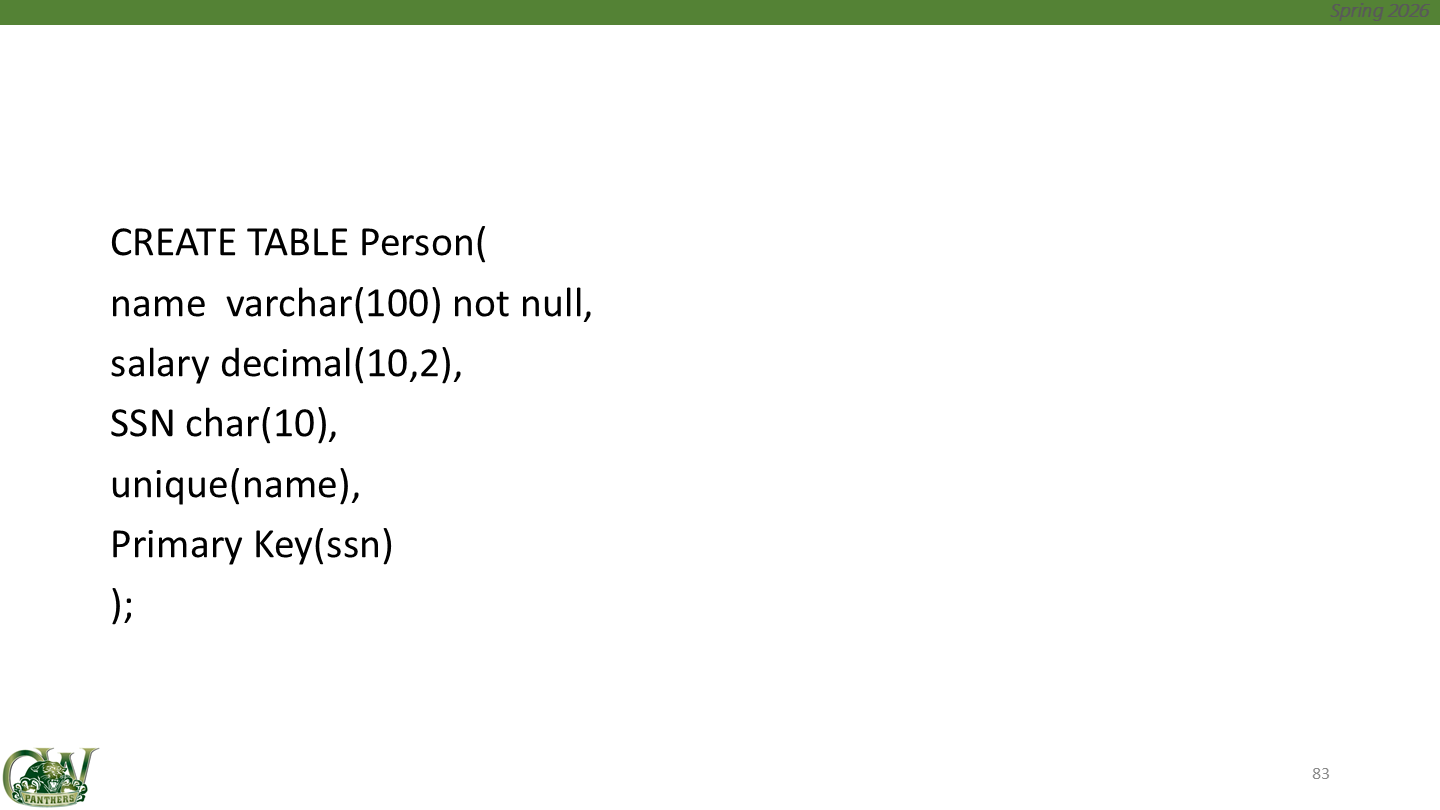 Spring 2026
CREATE TABLE Person(
name  varchar(100) not null,
salary decimal(10,2),
SSN char(10),
unique(name),
Primary Key(ssn)
);
OW
PANTHERS
83